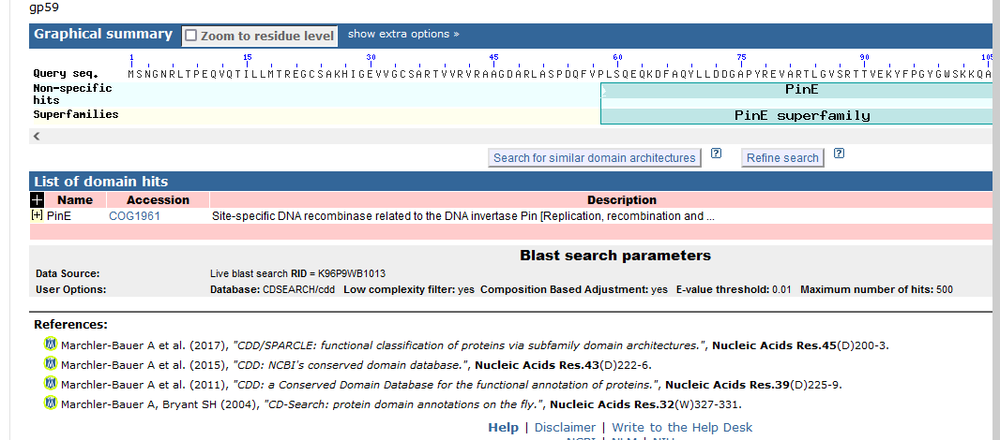 gp59
Graphical summary Zoom to residue level show extra options »
1 15 30 45 60 75 90 105
Query seq. MSNGNRLTPEQVQTILLMTREGCSAKHIGEVVGCSARTVVRVRAAGDARLASPDQFVPLSQEQKDFAQYLLDDGAPYREVARTLGVSRTTVEKYFPGYGWSKKQA
Non-specific PinE
hits
Superfamilies PinE superfamily
Search for similar domain architectures ? Refine search ?
List of domain hits
+ Name Accession Description
[+] PinE COG1961 Site-specific DNA recombinase related to the DNA invertase Pin [Replication, recombination and ...
Blast search parameters
Data Source: Live blast search RID = K96P9WB1013
User Options: Database: CDSEARCH/cdd Low complexity filter: yes Composition Based Adjustment: yes E-value threshold: 0.01 Maximum number of hits: 500
References:
Marchler-Bauer A et al. (2017), "CDD/SPARCLE: functional classification of proteins via subfamily domain architectures.", Nucleic Acids Res.45(D)200-3.
Marchler-Bauer A et al. (2015), "CDD: NCBI's conserved domain database.", Nucleic Acids Res.43(D)222-6.
Marchler-Bauer A et al. (2011), "CDD: a Conserved Domain Database for the functional annotation of proteins.", Nucleic Acids Res.39(D)225-9.
Marchler-Bauer A, Bryant SH (2004), "CD-Search: protein domain annotations on the fly.", Nucleic Acids Res.32(W)327-331.
Help | Disclaimer | Write to the Help Desk
NCBI | NLM | NIH